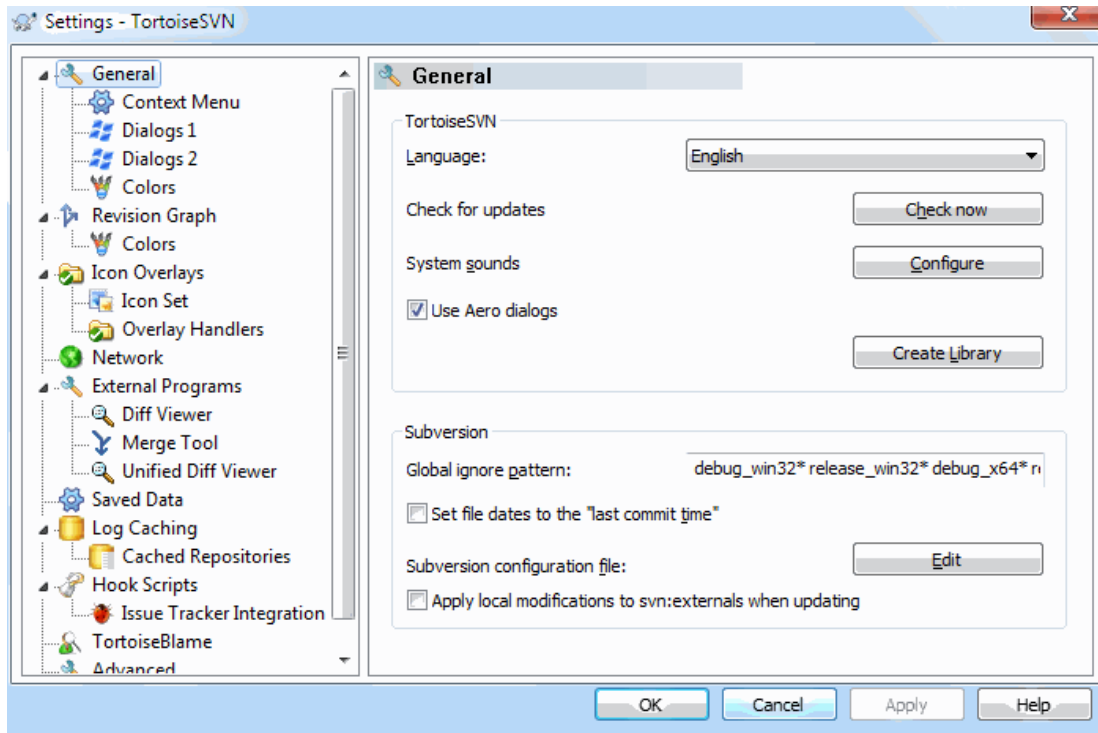 Settings - TortoiseSVN
X
General
Context Menu
Dialogs 1
Dialogs 2
Colors
Revision Graph
Colors
Icon Overlays
Icon Set
Overlay Handlers
Network
External Programs
Diff Viewer
Merge Tool
Unified Diff Viewer
Saved Data
Log Caching
Cached Repositories
Hook Scripts
Issue Tracker Integration
TortoiseBlame
Advanced
General
TortoiseSVN
Language:
English
Check for updates
Check now
System sounds
Configure
Use Aero dialogs
Create Library
Subversion
Global ignore pattern:
debug_win32* release_win32* debug_x64*
Set file dates to the "last commit time"
Subversion configuration file:
Edit
Apply local modifications to svn:externals when updating
OK
Cancel
Apply
Help